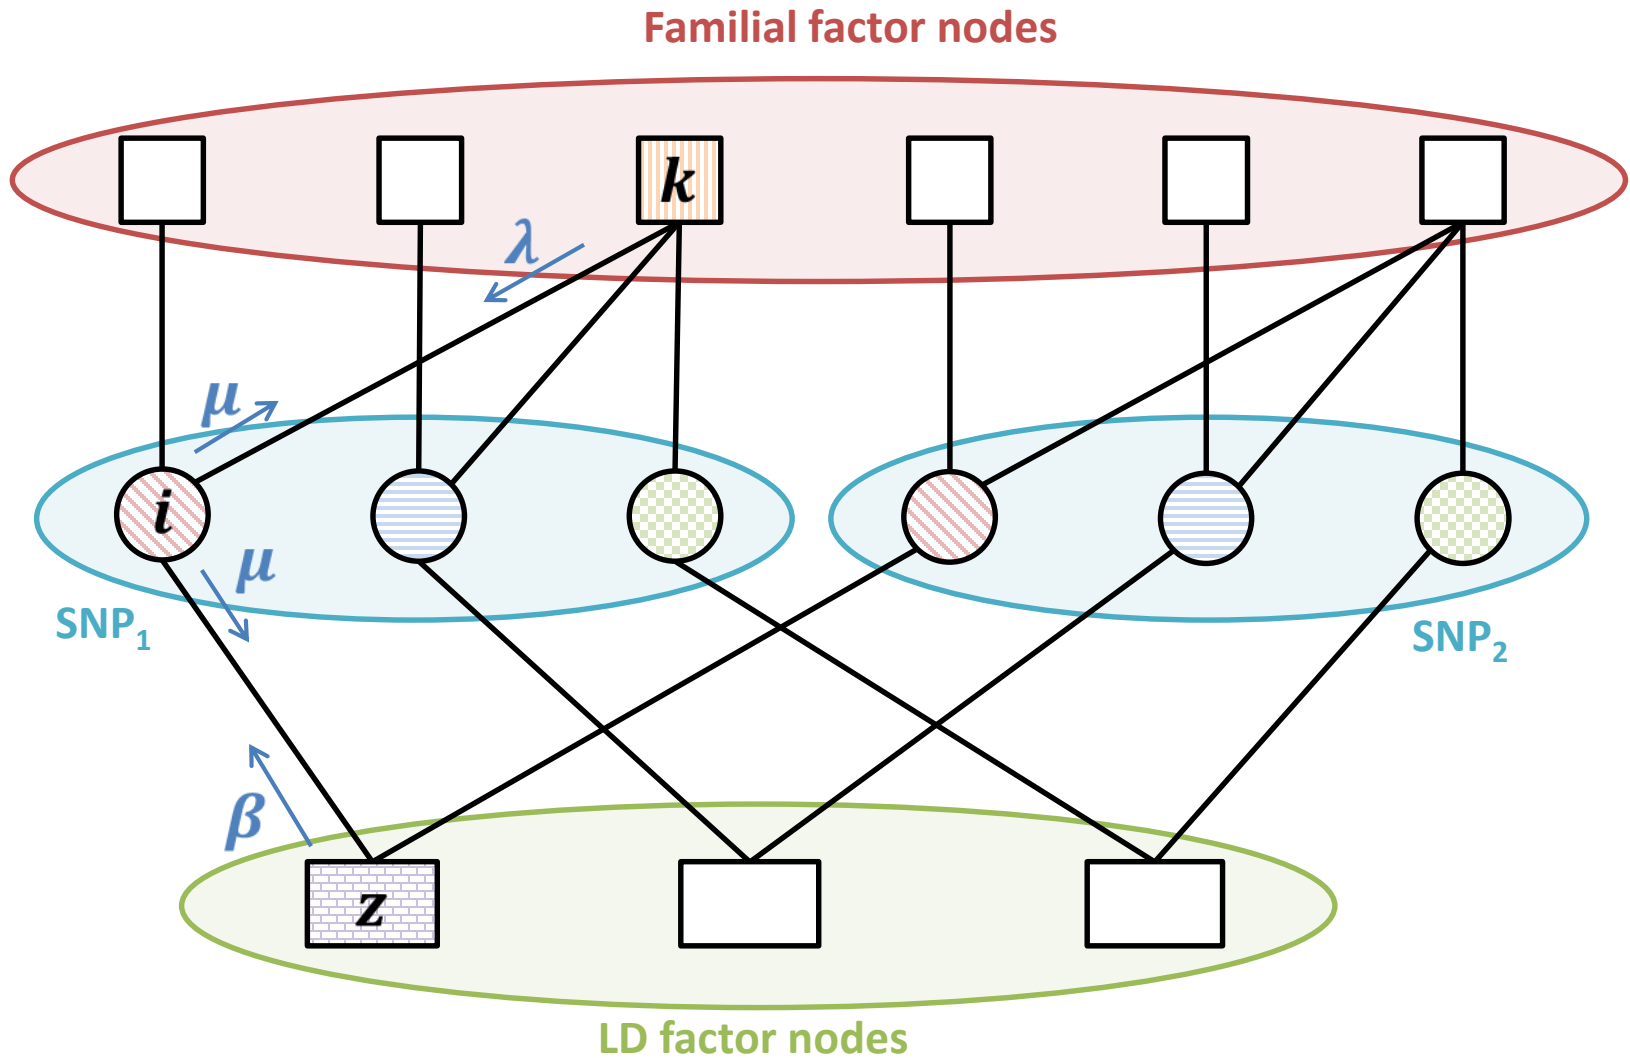 Familial factor nodes
k
λ
μ
i
μ
SNP₁
SNP₂
β
z
LD factor nodes